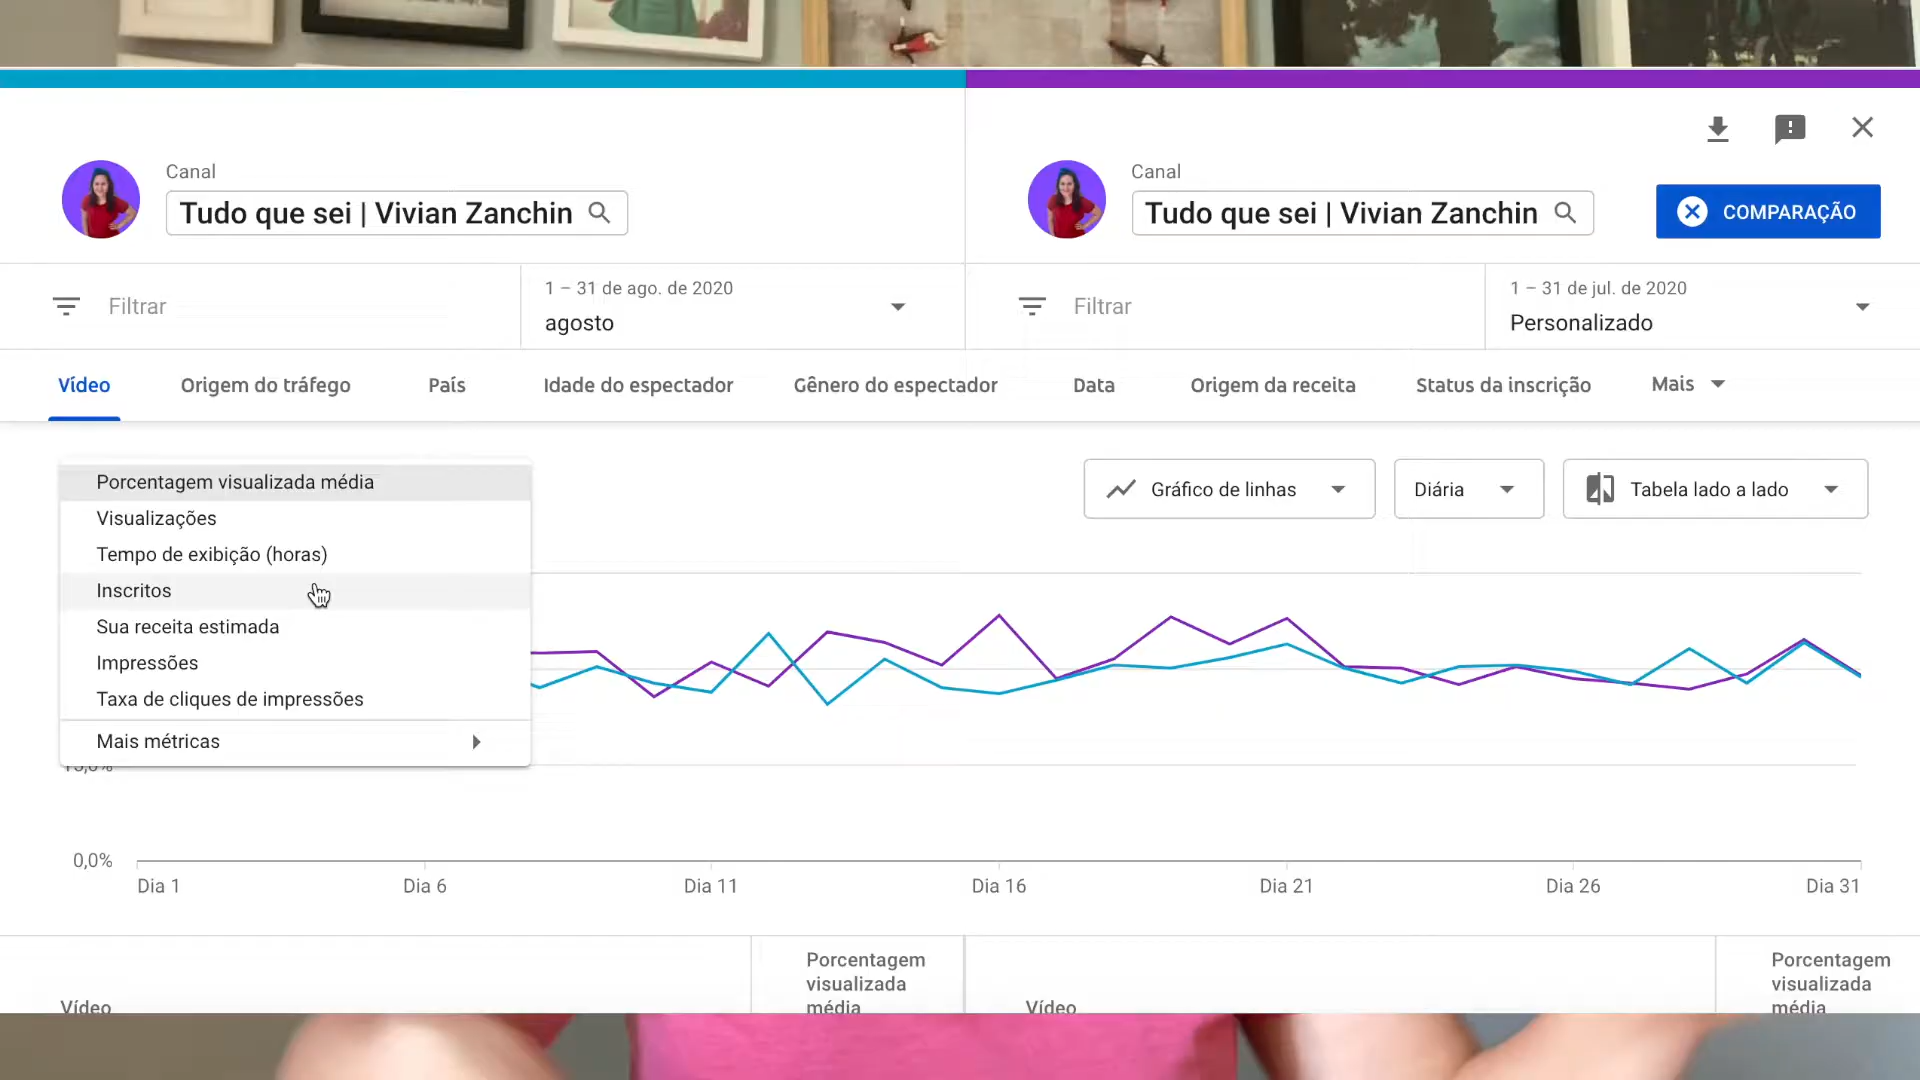 Canal
Tudo que sei | Vivian Zanchin
Canal
Tudo que sei | Vivian Zanchin
COMPARAÇÃO
Filtrar
1 – 31 de ago. de 2020
agosto
Filtrar
1 – 31 de jul. de 2020
Personalizado
Vídeo
Origem do tráfego
País
Idade do espectador
Gênero do espectador
Data
Origem da receita
Status da inscrição
Mais
Porcentagem visualizada média
Visualizações
Tempo de exibição (horas)
Inscritos
Sua receita estimada
Impressões
Taxa de cliques de impressões
Mais métricas
Gráfico de linhas
Diária
Tabela lado a lado
0,0%
Dia 1
Dia 6
Dia 11
Dia 16
Dia 21
Dia 26
Dia 31
Vídeo
Porcentagem
visualizada
média
Vídeo
Porcentagem
visualizada
média